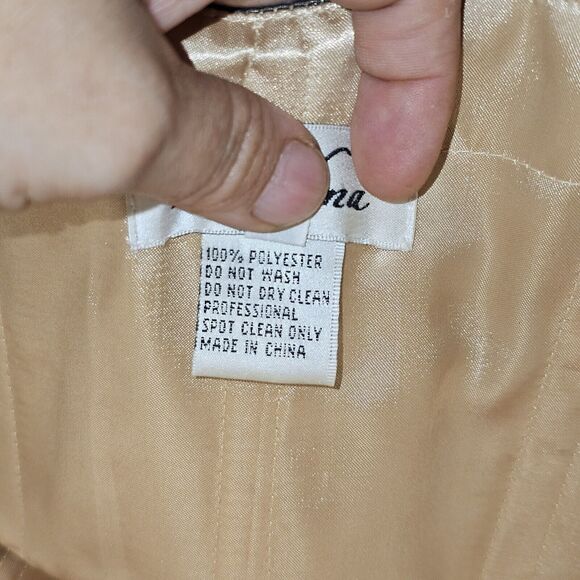 100% POLYESTER
DO NOT WASH
DO NOT DRY CLEAN
PROFESSIONAL
SPOT CLEAN ONLY
MADE IN CHINA